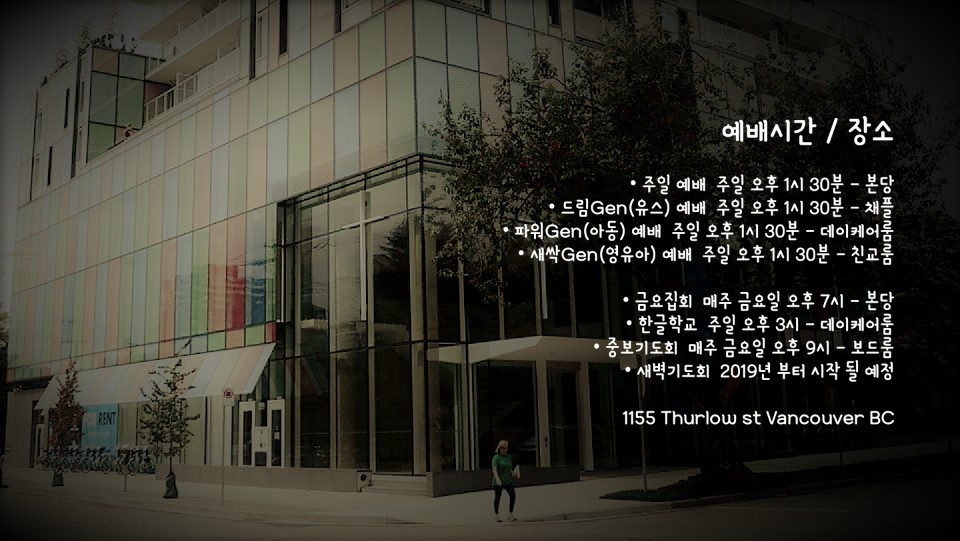 예배시간 / 장소
• 주일 예배 주일 오후 1시 30분 - 본당
• 드림Gen(유스) 예배 주일 오후 1시 30분 - 채플
• 파워Gen(아동) 예배 주일 오후 1시 30분 - 데이케어룸
• 새싹Gen(영유아) 예배 주일 오후 1시 30분 - 친교룸
• 금요집회 매주 금요일 오후 7시 - 본당
• 한글학교 주일 오후 3시 - 데이케어룸
• 중보기도회 매주 금요일 오후 9시 - 보드룸
• 새벽기도회 2019년 부터 시작 될 예정
1155 Thurlow st Vancouver BC
RENT